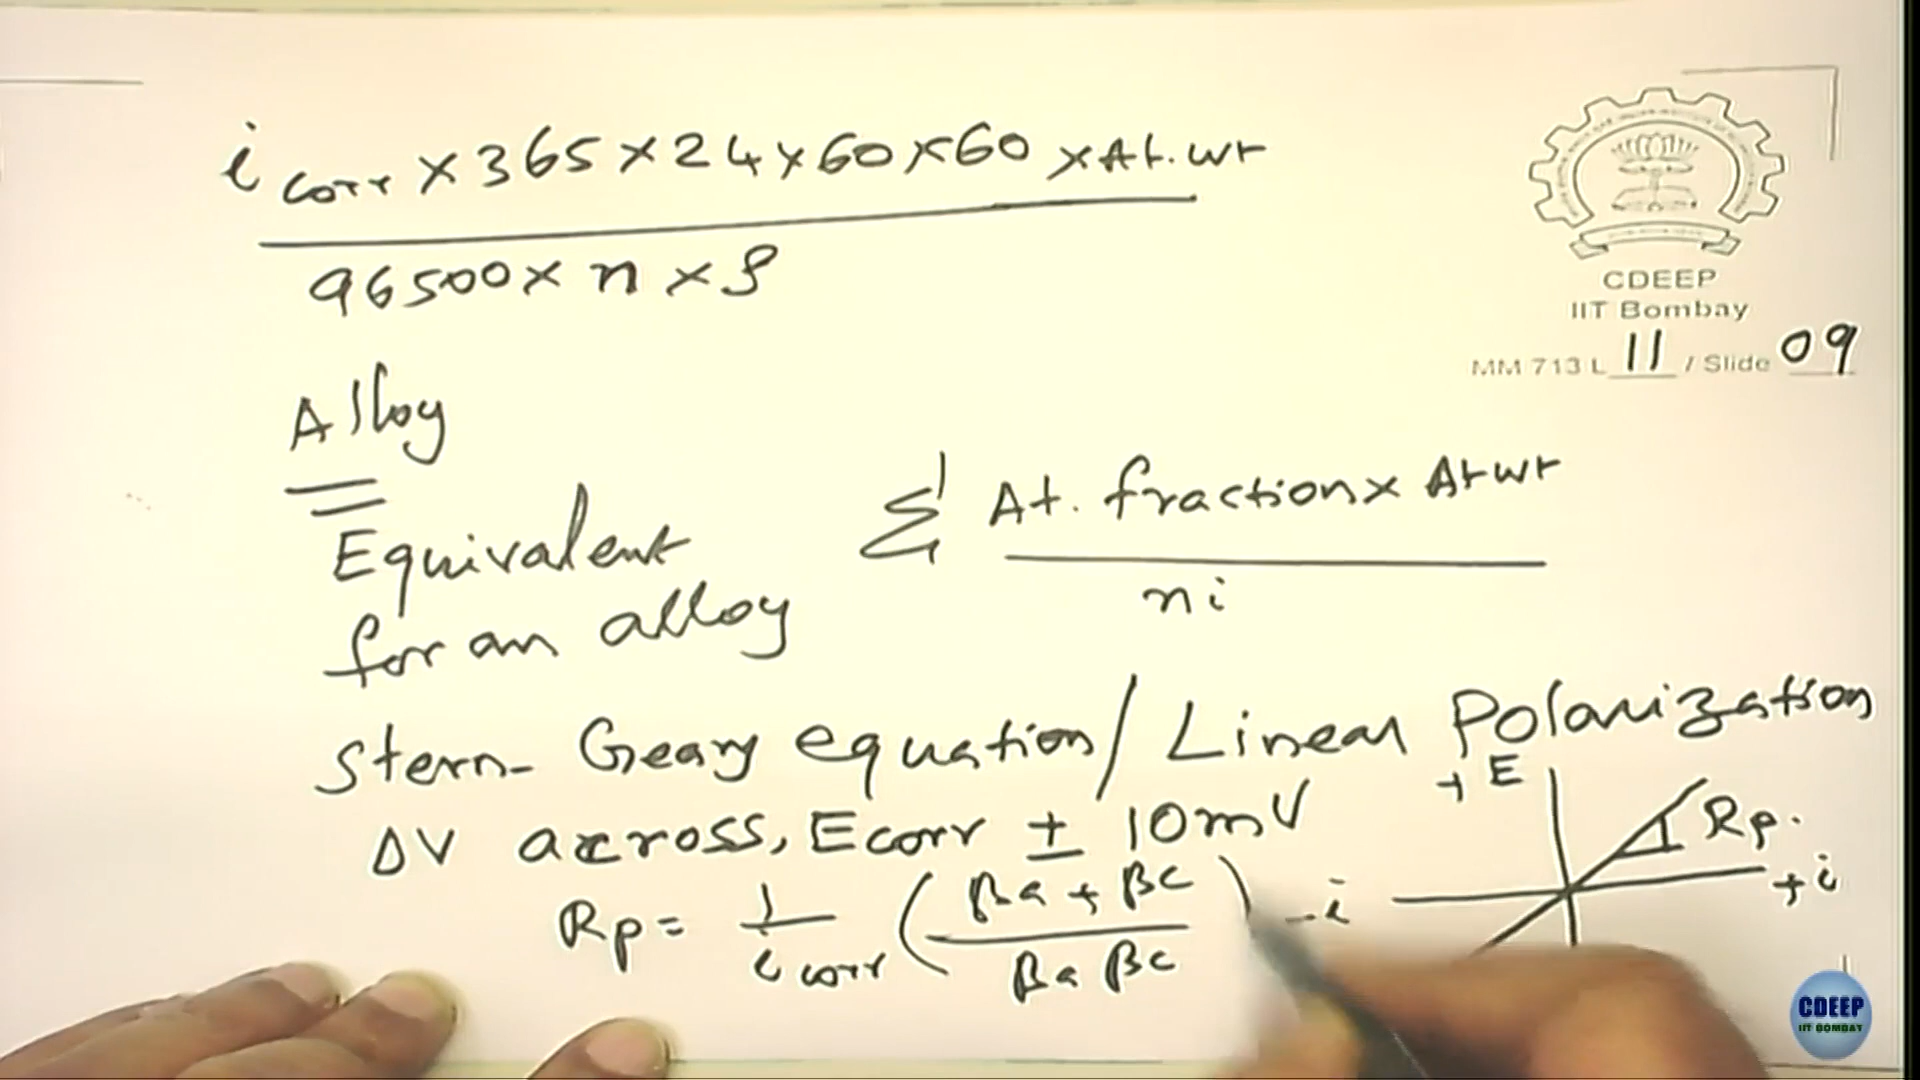 i corr × 365 × 24 × 60 × 60 × At. wt
96500 × n × ρ
CDEEP
IIT Bombay
MM 713 L 11 / Slide 09
Alloy
Equivalent
for an alloy
Σ At. fraction × At wt
ni
Stern-Geary equation / Linear Polarization
ΔV across, Ecorr ± 10mV
+E
Rp.
+i
-i
Rp = 1 / i corr (βa + βc / βa βc)
CDEEP
IIT BOMBAY